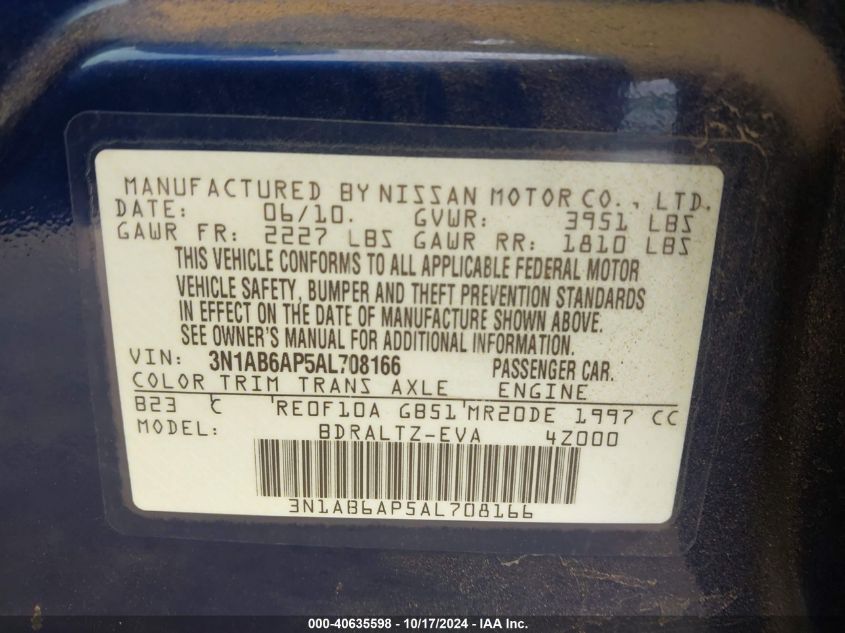 MANUFACTURED BY NISSAN MOTOR CO., LTD.
DATE: 06/10. GVWR: 3951 LBS
GAWR FR: 2227 LBS GAWR RR: 1810 LBS
THIS VEHICLE CONFORMS TO ALL APPLICABLE FEDERAL MOTOR
VEHICLE SAFETY, BUMPER AND THEFT PREVENTION STANDARDS
IN EFFECT ON THE DATE OF MANUFACTURE SHOWN ABOVE.
SEE OWNER'S MANUAL FOR ADDITIONAL INFORMATION.
VIN: 3N1AB6AP5AL708166 PASSENGER CAR.
COLOR TRIM TRANS AXLE ENGINE
B23 C RE0F10A GB51 MR20DE 1997 CC
MODEL: BDRALTZ-EVA 4Z000
3N1AB6AP5AL708166
000-40635598 - 10/17/2024 - IAA Inc.